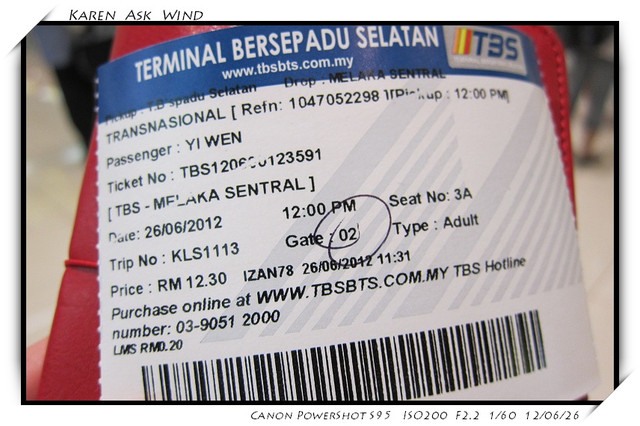 Karen Ask Wind
TERMINAL BERSEPADU SELATAN
www.tbsbts.com.my
TBS
Selatan Drop : MELAKA SENTRAL
TRANSNASIONAL [ Refn: 1047052298 ] [Pickup : 12:00 PM]
Passenger : YI WEN
Ticket No :
[ TBS - MELAKA SENTRAL ]
Date: 26/06/2012 12:00 PM Seat No: 3A
Trip No : KLS1113 Gate : 02 Type : Adult
Price : RM 12.30 IZAN78 26/06/2012 11:31
Purchase online at WWW.TBSBTS.COM.MY TBS Hotline
number: 03-9051 2000
LMS RM0.20
Canon PowerShot S95 ISO200 F2.2 1/60 12/06/26